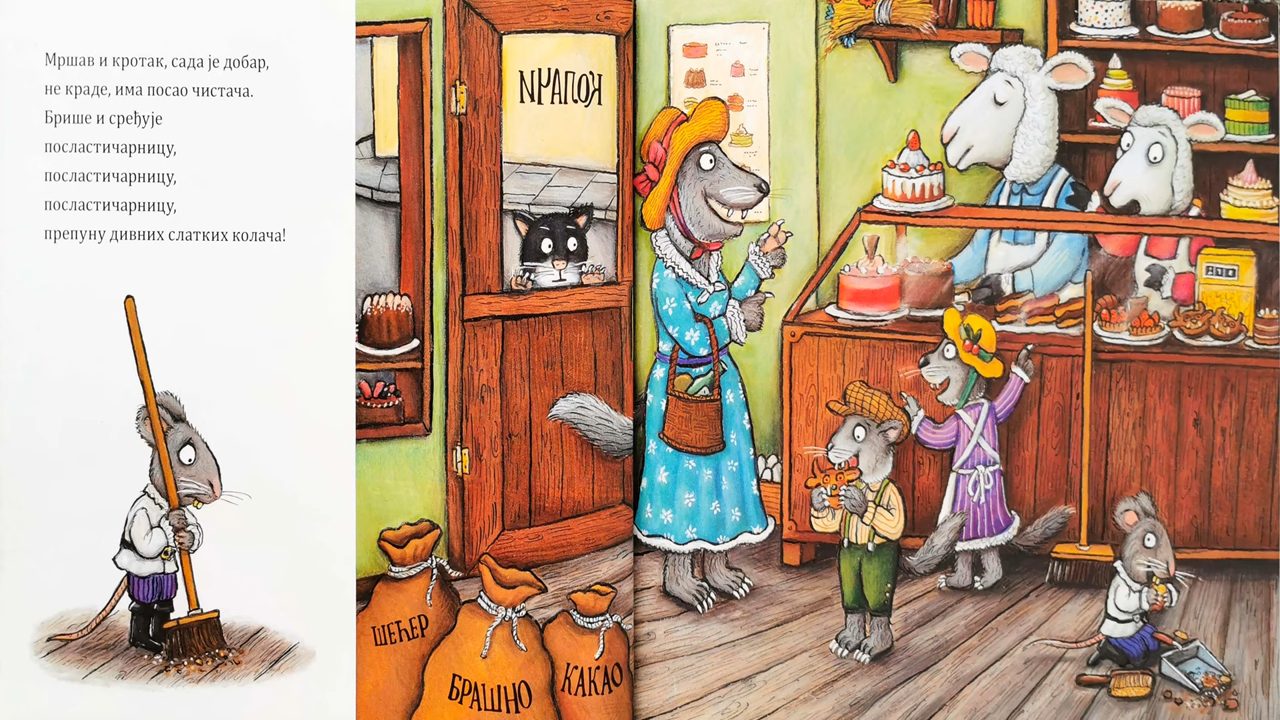 Мршав и кротак, сада је добар,
не краде, има посао чистача.
Брише и сређује
посластичарницу,
посластичарницу,
посластичарницу,
препуну дивних слатких колача!
КОЛАЧИ
ШЕЋЕР
БРАШНО
КАКАО